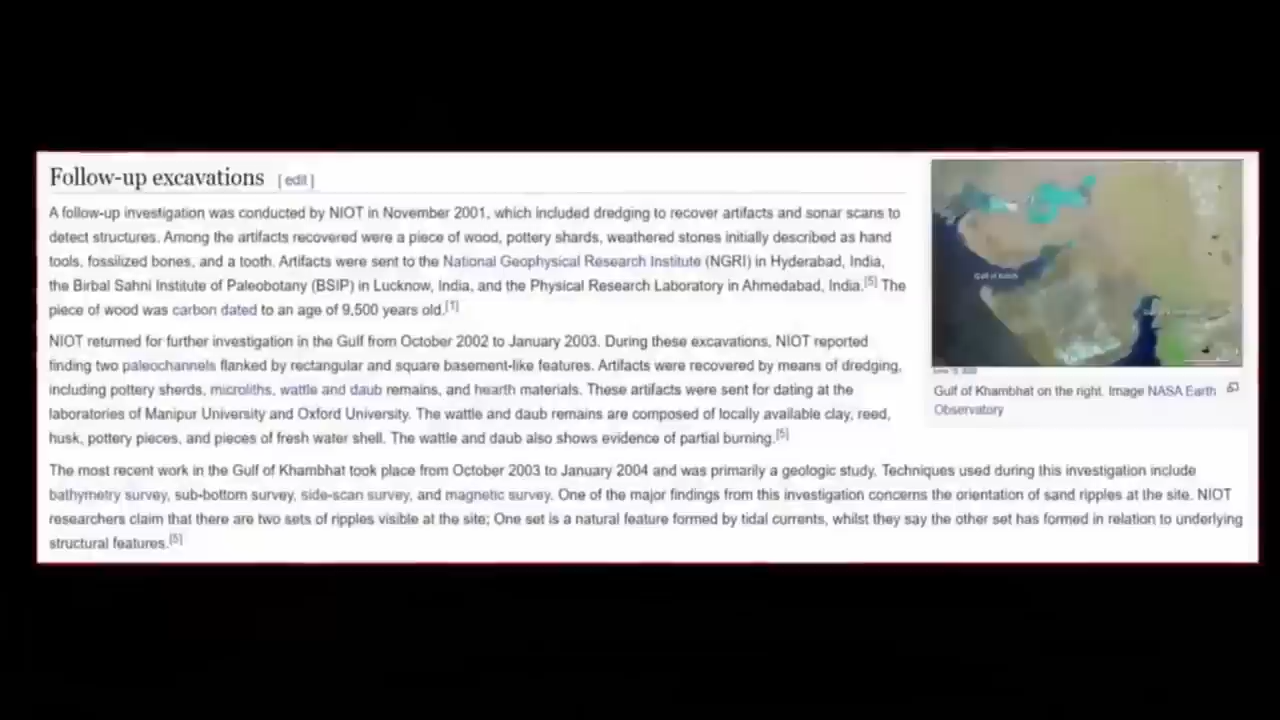 Follow-up excavations [ edit ]
A follow-up investigation was conducted by NIOT in November 2001, which included dredging to recover artifacts and sonar scans to
detect structures. Among the artifacts recovered were a piece of wood, pottery shards, weathered stones initially described as hand
tools, fossilized bones, and a tooth. Artifacts were sent to the National Geophysical Research Institute (NGRI) in Hyderabad, India,
the Birbal Sahni Institute of Paleobotany (BSIP) in Lucknow, India, and the Physical Research Laboratory in Ahmedabad, India.[5] The
piece of wood was carbon dated to an age of 9,500 years old.[1]
NIOT returned for further investigation in the Gulf from October 2002 to January 2003. During these excavations, NIOT reported
finding two paleochannels flanked by rectangular and square basement-like features. Artifacts were recovered by means of dredging,
including pottery sherds, microliths, wattle and daub remains, and hearth materials. These artifacts were sent for dating at the
laboratories of Manipur University and Oxford University. The wattle and daub remains are composed of locally available clay, reed,
husk, pottery pieces, and pieces of fresh water shell. The wattle and daub also shows evidence of partial burning.[5]
The most recent work in the Gulf of Khambhat took place from October 2003 to January 2004 and was primarily a geologic study. Techniques used during this investigation include
bathymetry survey, sub-bottom survey, side-scan survey, and magnetic survey. One of the major findings from this investigation concerns the orientation of sand ripples at the site. NIOT
researchers claim that there are two sets of ripples visible at the site; One set is a natural feature formed by tidal currents, whilst they say the other set has formed in relation to underlying
structural features.[5]
Gulf of Khambhat on the right. Image NASA Earth
Observatory